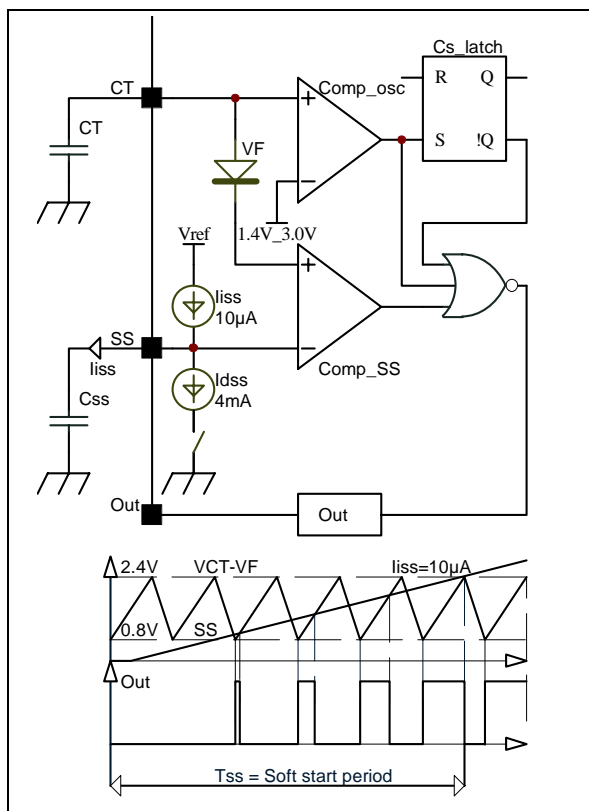 Cs_latch
CT
Comp_osc
R Q
CT
VF
S !Q
Vref
1.4V_3.0V
Iiss
10µA
SS
Iiss
Idss
4mA
Comp_SS
Css
Out
Out
2.4V VCT-VF Iiss=10µA
0.8V SS
Out
Tss = Soft start period